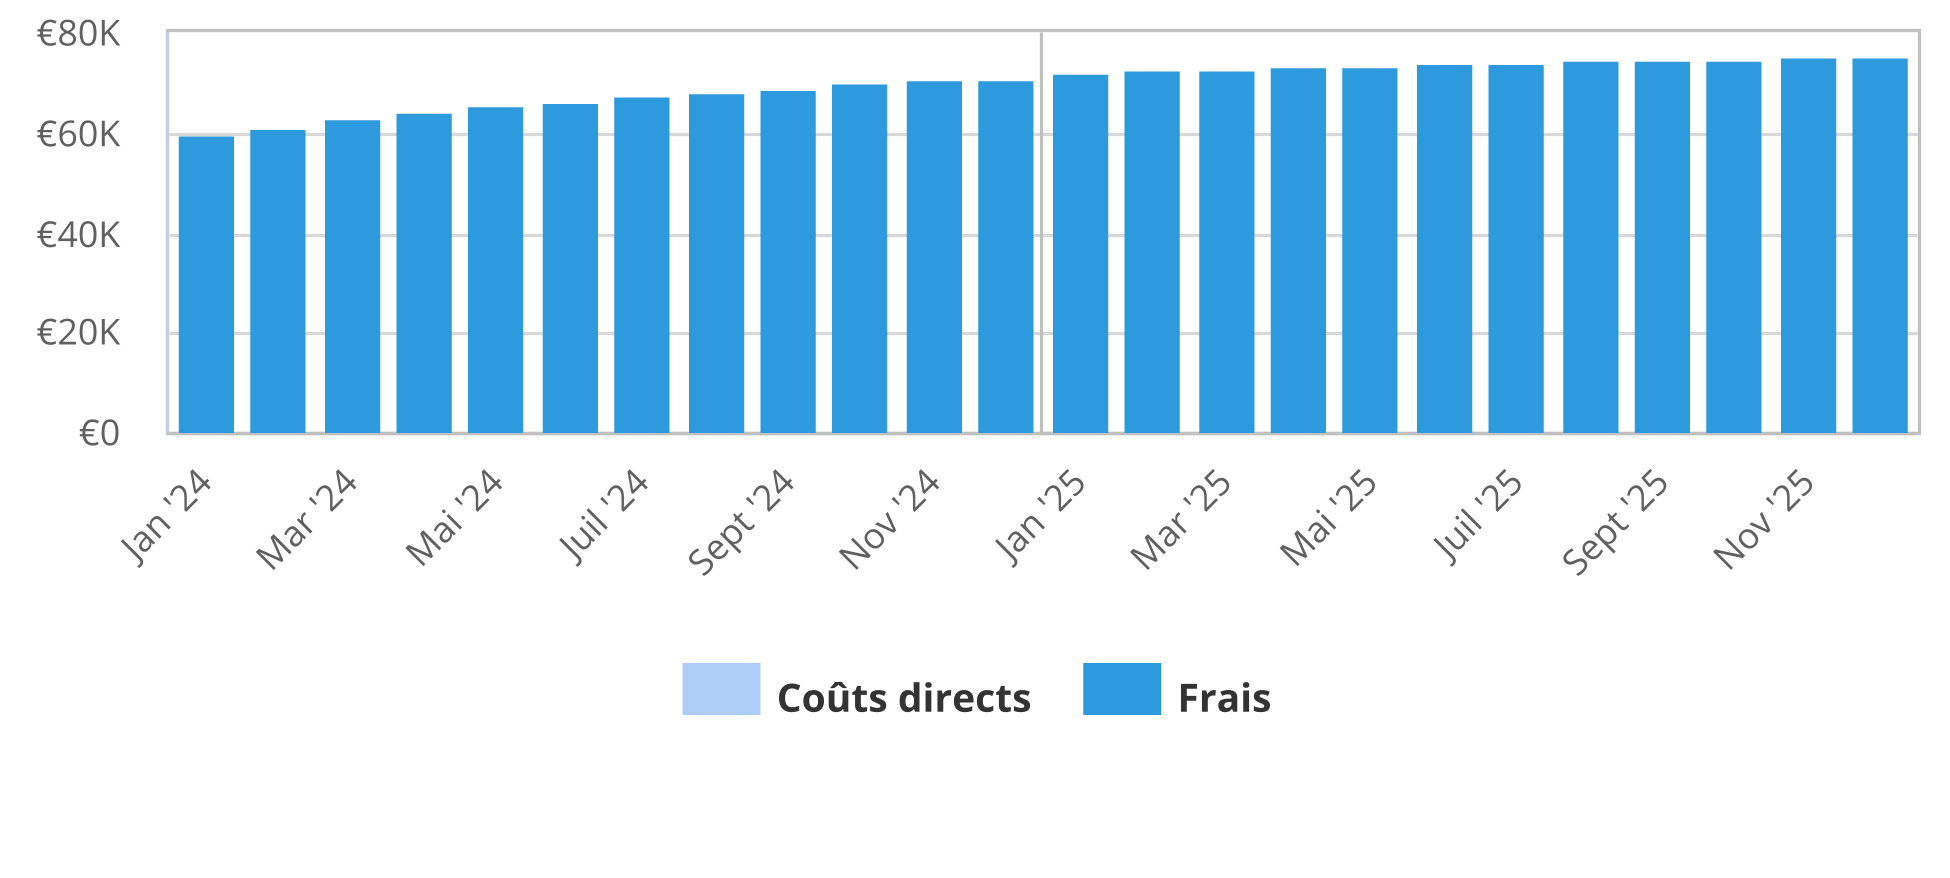 €80K
€60K
€40K
€20K
€0
Jan '24
Mar '24
Mai '24
Juil '24
Sept '24
Nov '24
Jan '25
Mar '25
Mai '25
Juil '25
Sept '25
Nov '25
Coûts directs
Frais